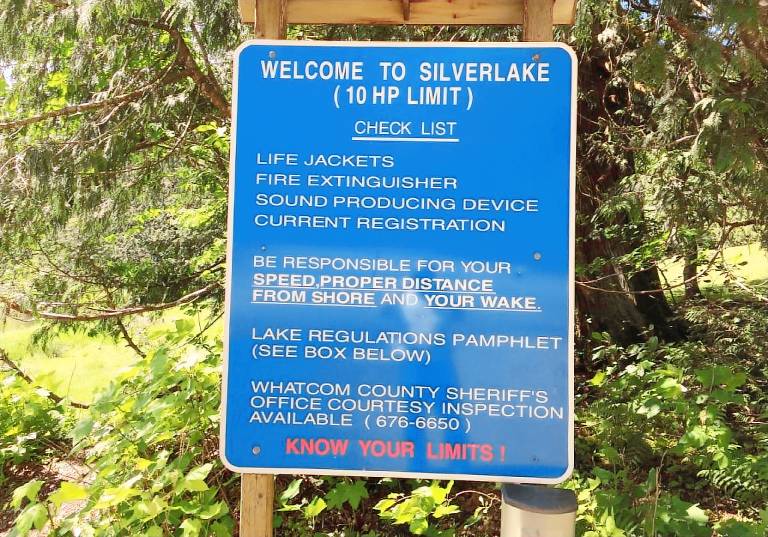 WELCOME TO SILVERLAKE
( 10 HP LIMIT )
CHECK LIST
LIFE JACKETS
FIRE EXTINGUISHER
SOUND PRODUCING DEVICE
CURRENT REGISTRATION
BE RESPONSIBLE FOR YOUR
SPEED,PROPER DISTANCE
FROM SHORE AND YOUR WAKE.
LAKE REGULATIONS PAMPHLET
(SEE BOX BELOW)
WHATCOM COUNTY SHERIFF'S
OFFICE COURTESY INSPECTION
AVAILABLE ( 676-6650 )
KNOW YOUR LIMITS !